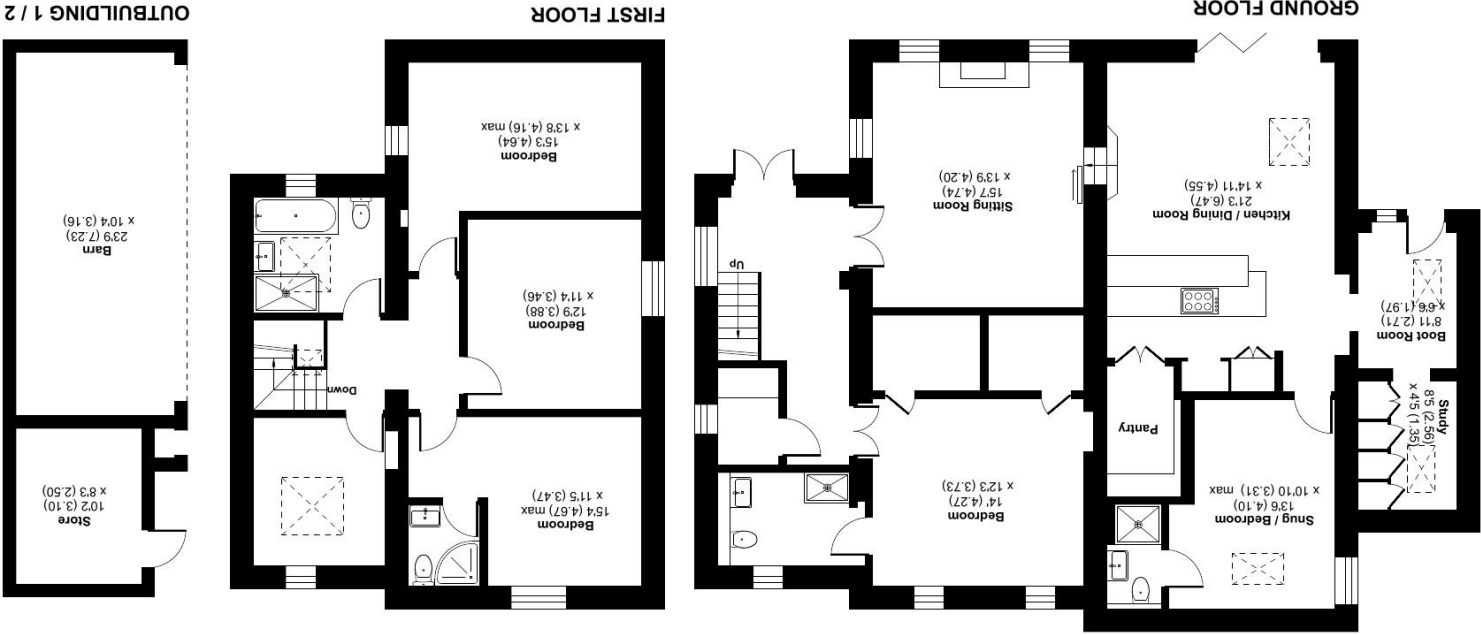 Snug / Bedroom
13'6 (4.10)
x 10'10 (3.31) max
Study
8'5 (2.56)
x 4'5 (1.35)
Pantry
Boot Room
8'11 (2.71)
x 6'6 (1.97)
Kitchen / Dining Room
21'3 (6.47)
x 14'11 (4.55)
Bedroom
14' (4.27)
x 12'3 (3.73)
Sitting Room
15'7 (4.74)
x 13'9 (4.20)
Up
GROUND FLOOR
Bedroom
15'4 (4.67) max
x 11'5 (3.47)
Down
Bedroom
12'9 (3.88)
x 11'4 (3.46)
Bedroom
15'3 (4.64)
x 13'8 (4.16) max
FIRST FLOOR
Store
10'2 (3.10)
x 8'3 (2.50)
Barn
23'9 (7.23)
x 10'4 (3.16)
OUTBUILDING 1 / 2